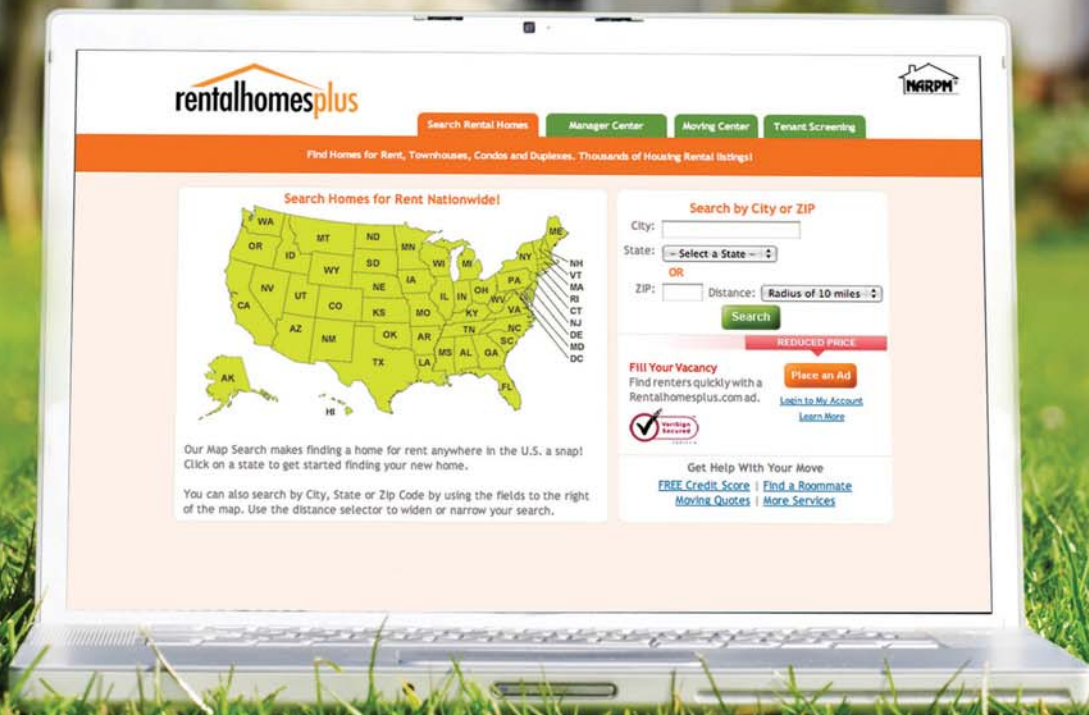 rentalhomesplus
NARPM®
Search Rental Homes
Manager Center
Moving Center
Tenant Screening
Find Homes for Rent, Townhouses, Condos and Duplexes. Thousands of Housing Rental listings!
Search Homes for Rent Nationwide!
WA
OR
ID
MT
ND
MN
WI
MI
NY
ME
NH
VT
MA
RI
CT
NJ
DE
MD
DC
WY
SD
IA
NE
NV
UT
CO
CA
KS
MO
IL
IN
OH
PA
WV
VA
KY
AZ
NM
OK
AR
TN
NC
SC
TX
LA
MS
AL
GA
FL
AK
HI
Our Map Search makes finding a home for rent anywhere in the U.S. a snap!
Click on a state to get started finding your new home.
You can also search by City, State or Zip Code by using the fields to the right
of the map. Use the distance selector to widen or narrow your search.
Search by City or ZIP
City:
State: - Select a State -
OR
ZIP: Distance: Radius of 10 miles
Search
REDUCED PRICE
Fill Your Vacancy
Find renters quickly with a
Rentalhomesplus.com ad.
Place an Ad
Login to My Account
Learn More
VeriSign
Secured
Get Help With Your Move
FREE Credit Score | Find a Roommate
Moving Quotes | More Services